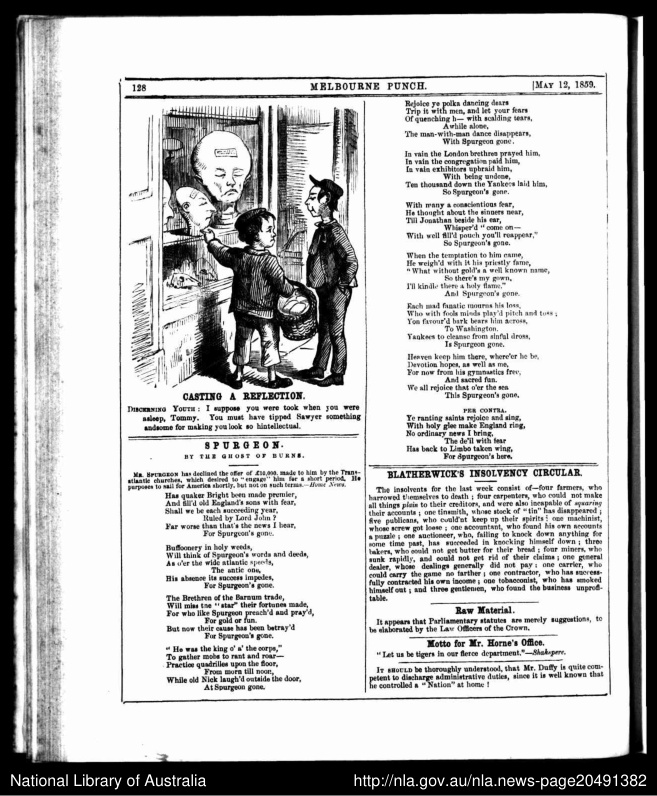 128
MELBOURNE PUNCH.
[MAY 12, 1859.
CASTING A REFLECTION.
DISCERNING YOUTH : I suppose you were took when you were
asleep, Tommy. You must have tipped Sawyer something
andsome for making you look so hintellectual.
SPURGEON.
BY THE GHOST OF BURNS.
MR. SPURGEON has declined the offer of £10,000, made to him by the Trans-
atlantic churches, which desired to "engage" him for a short period. He
purposes to sail for America shortly, but not on such terms.—Home News.
Has quaker Bright been made premier,
And fill'd old England's sons with fear,
Shall we be each succeeding year,
Ruled by Lord John ?
Far worse than that's the news I hear,
For Spurgeon's gone.
Buffoonery in holy weeds,
Will think of Spurgeon's words and deeds,
As o'er the wide atlantic speeds,
The antic one,
His absence its success impedes,
For Spurgeon's gone.
The Brethren of the Barnum trade,
Will miss the "star" their fortunes made,
For who like Spurgeon preach'd and pray'd,
For gold or fun.
But now their cause has been betray'd
For Spurgeon's gone.
" He was the king o' a' the corps,"
To gather mobs to rant and roar—
Practice quadrilles upon the floor,
From morn till noon,
While old Nick laugh'd outside the door,
At Spurgeon gone.
Rejoice ye polka dancing dears
Trip it with men, and let your fears
Of quenching h— with scalding tears,
Awhile alone,
The man-with-man dance disappears,
With Spurgeon gone.
In vain the London brethren prayed him,
In vain the congregation paid him,
In vain exhibitors upbraid him,
With being undone,
Ten thousand down the Yankees laid him,
So Spurgeon's gone.
With many a conscientious fear,
He thought about the sinners near,
Till Jonathan beside his ear,
Whisper'd " come on—
With well fill'd pouch you'll reappear,"
So Spurgeon's gone.
When the temptation to him came,
He weigh'd with it his priestly fame,
" What without gold's a well known name,
So there's my gown,
I'll kindle there a holy flame."
And Spurgeon's gone.
Each mad fanatic mourns his loss,
Who with fools minds play'd pitch and toss ;
Yon favour'd bark bears him across,
To Washington.
Yankees to cleanse from sinful dross,
Is Spurgeon gone.
Heaven keep him there, where'er he be,
Devotion hopes, as well as me,
For now from his gymnastics free,
And sacred fun.
We all rejoice that o'er the sea
This Spurgeon's gone.
PER CONTRA.
Ye ranting saints rejoice and sing,
With holy glee make England ring,
No ordinary news I bring,
The de'il with fear
Has back to Limbo taken wing,
For Spurgeon's here.
BLATHERWICK'S INSOLVENCY CIRCULAR.
The insolvents for the last week consist of—four farmers, who
harrowed themselves to death ; four carpenters, who could not make
all things plain to their creditors, and were also incapable of squaring
their accounts ; one tinsmith, whose stock of "tin" has disappeared ;
five publicans, who could'nt keep up their spirits ! one machinist,
whose screw got loose ; one accountant, who found his own accounts
a puzzle ; one auctioneer, who, failing to knock down anything for
some time past, has succeeded in knocking himself down ; three
bakers, who could not get butter for their bread ; four miners, who
sunk rapidly, and could not get rid of their claims ; one general
dealer, whose dealings generally did not pay ; one carrier, who
could carry the game no farther ; one contractor, who has success-
fully contracted his own income ; one tobacconist, who has smoked
himself out ; and three gentlemen, who found the business unprofi-
table.
Raw Material.
It appears that Parliamentary statutes are merely suggestions, to
be elaborated by the Law Officers of the Crown.
Motto for Mr. Horne's Office.
" Let us be tigers in our fierce department."—Shakspere.
IT SHOULD be thoroughly understood, that Mr. Duffy is quite com-
petent to discharge administrative duties, since it is well known that
he controlled a "Nation" at home !
National Library of Australia
http://nla.gov.au/nla.news-page20491382